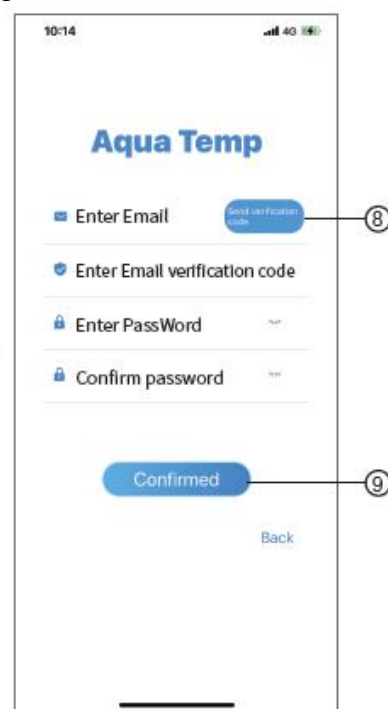 10:14 4G
Aqua Temp
Enter Email Send verification code ⑧
Enter Email verification code
Enter PassWord
Confirm password
Confirmed ⑨
Back